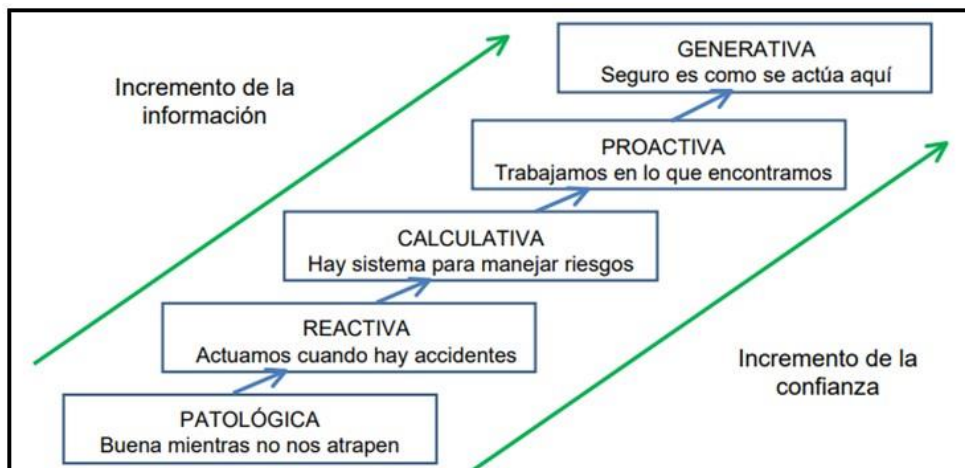 GENERATIVA
Seguro es como se actúa aquí
Incremento de la
información
PROACTIVA
Trabajamos en lo que encontramos
CALCULATIVA
Hay sistema para manejar riesgos
REACTIVA
Actuamos cuando hay accidentes
Incremento de la
confianza
PATOLÓGICA
Buena mientras no nos atrapen